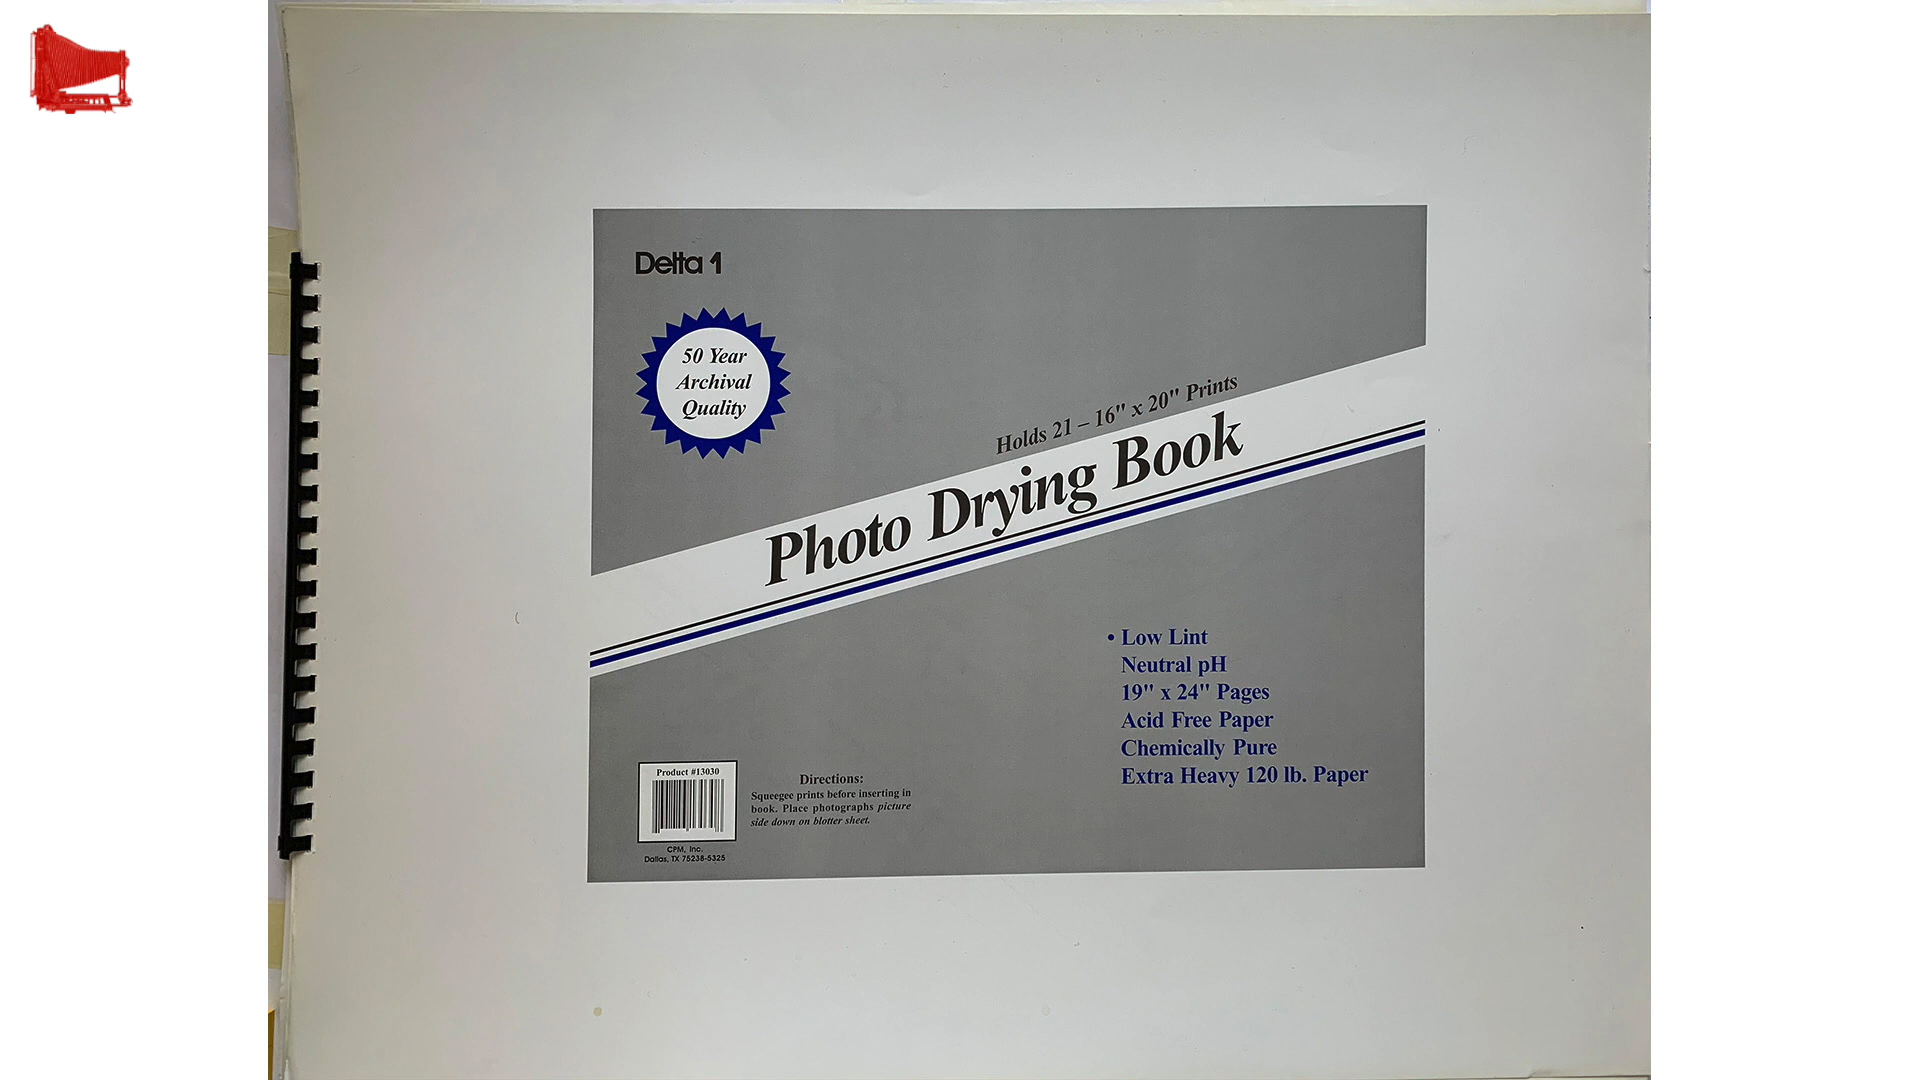 Delta 1
50 Year
Archival
Quality
Holds 21 – 16" x 20" Prints
Photo Drying Book
• Low Lint
Neutral pH
19" x 24" Pages
Acid Free Paper
Chemically Pure
Extra Heavy 120 lb. Paper
Product #13030
Directions:
Squeegee prints before inserting in
book. Place photographs picture
side down on blotter sheet.
CPM, Inc.
Dallas, TX 75238-5325